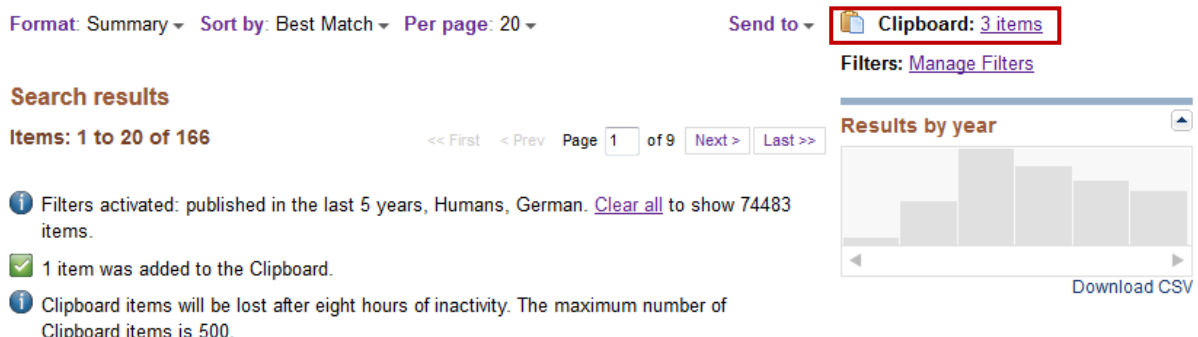 Format: Summary Sort by: Best Match Per page: 20 Send to Clipboard: 3 items
Filters: Manage Filters
Search results
Items: 1 to 20 of 166 << First < Prev Page 1 of 9 Next > Last >>
Results by year
Filters activated: published in the last 5 years, Humans, German. Clear all to show 74483
items.
1 item was added to the Clipboard.
Download CSV
Clipboard items will be lost after eight hours of inactivity. The maximum number of
Clipboard items is 500.